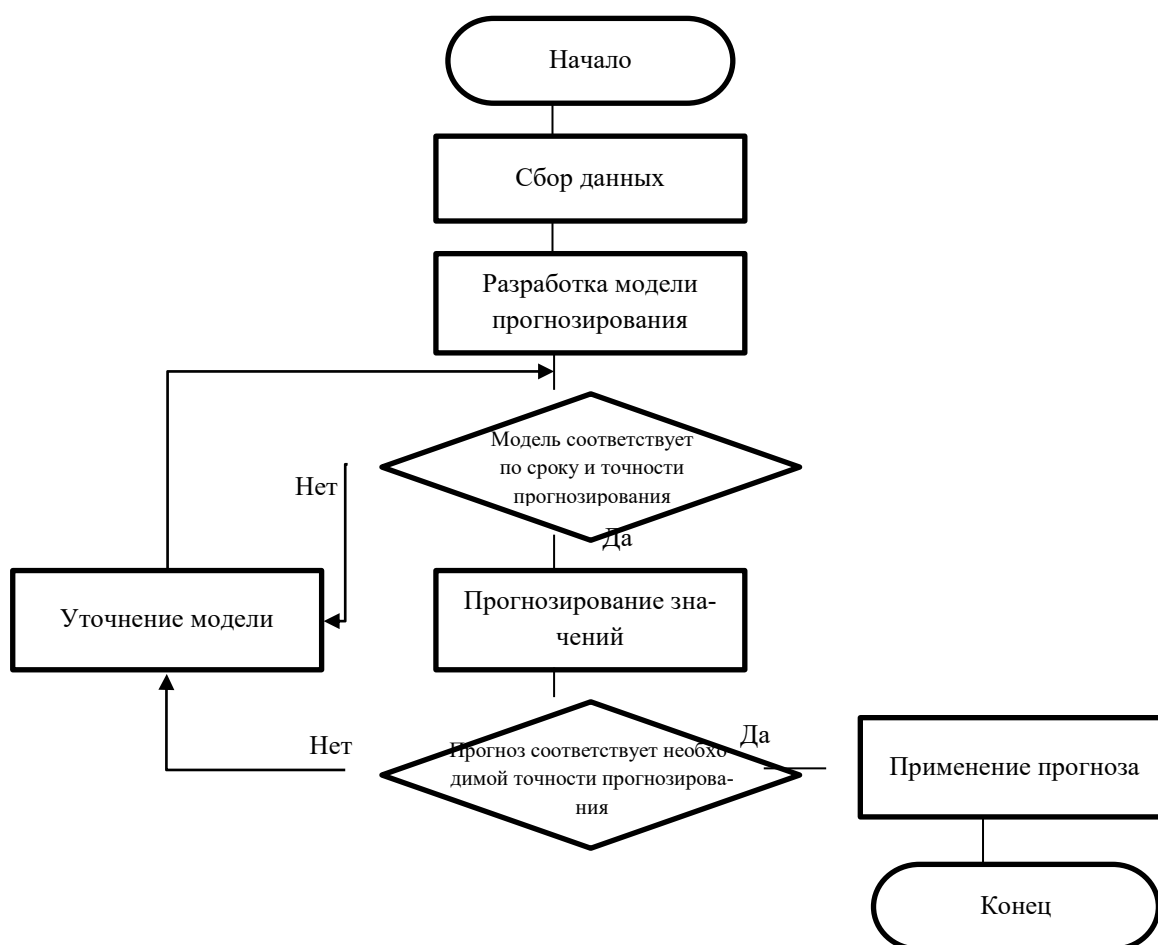 Начало
Сбор данных
Разработка модели
прогнозирования
Модель соответствует
по сроку и точности
прогнозирования
Нет
Да
Уточнение модели
Прогнозирование зна-
чений
Нет
Прогноз соответствует необхо-
димой точности прогнозирова-
ния
Да
Применение прогноза
Конец